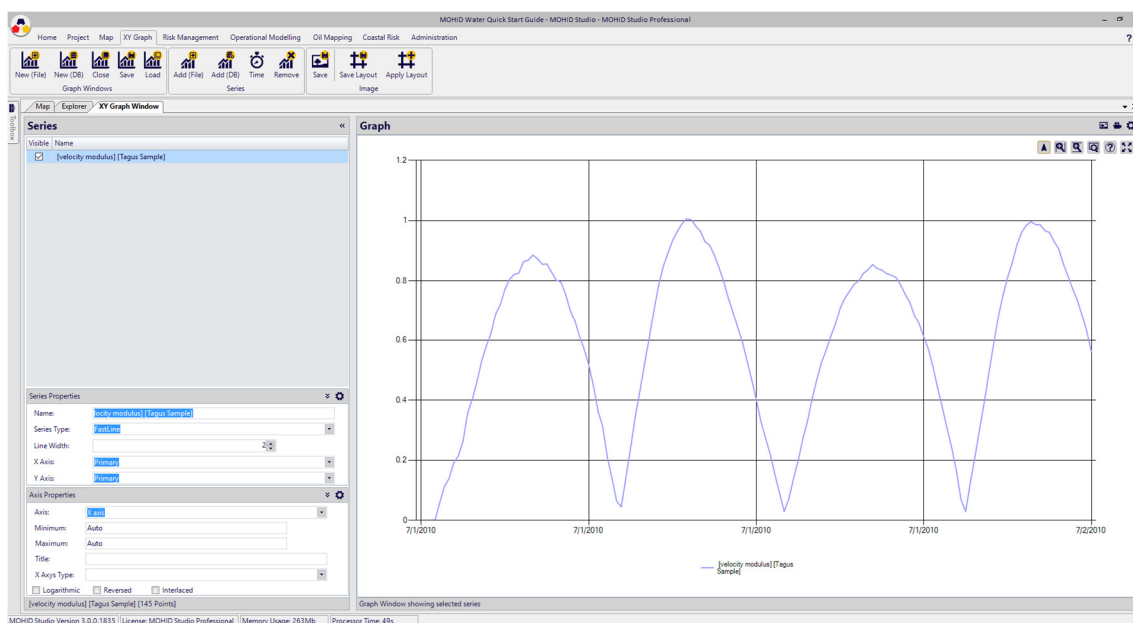 MOHID Water Quick Start Guide - MOHID Studio - MOHID Studio Professional
Home Project Map XY Graph Risk Management Operational Modelling Oil Mapping Coastal Risk Administration ?
New (File) New (DB) Close Save Load Add (File) Add (DB) Time Remove Save Save Layout Apply Layout
Graph Windows Series Image
Toolbox
Map Explorer XY Graph Window
Series «
Visible Name
[velocity modulus] [Tagus Sample]
Series Properties
Name: locity modulus] [Tagus Sample]
Series Type: FastLine
Line Width: 2
X Axis: Primary
Y Axis: Primary
Axis Properties
Axis: X axis
Minimum: Auto
Maximum: Auto
Title:
X Axys Type:
Logarithmic Reversed Interlaced
[velocity modulus] [Tagus Sample] [145 Points]
Graph
1.2
1
0.8
0.6
0.4
0.2
0
7/1/2010 7/1/2010 7/1/2010 7/1/2010 7/2/2010
[velocity modulus] [Tagus
Sample]
Graph Window showing selected series
MOHID Studio Version 3.0.0.1835 License: MOHID Studio Professional Memory Usage: 263Mb Processor Time: 49s